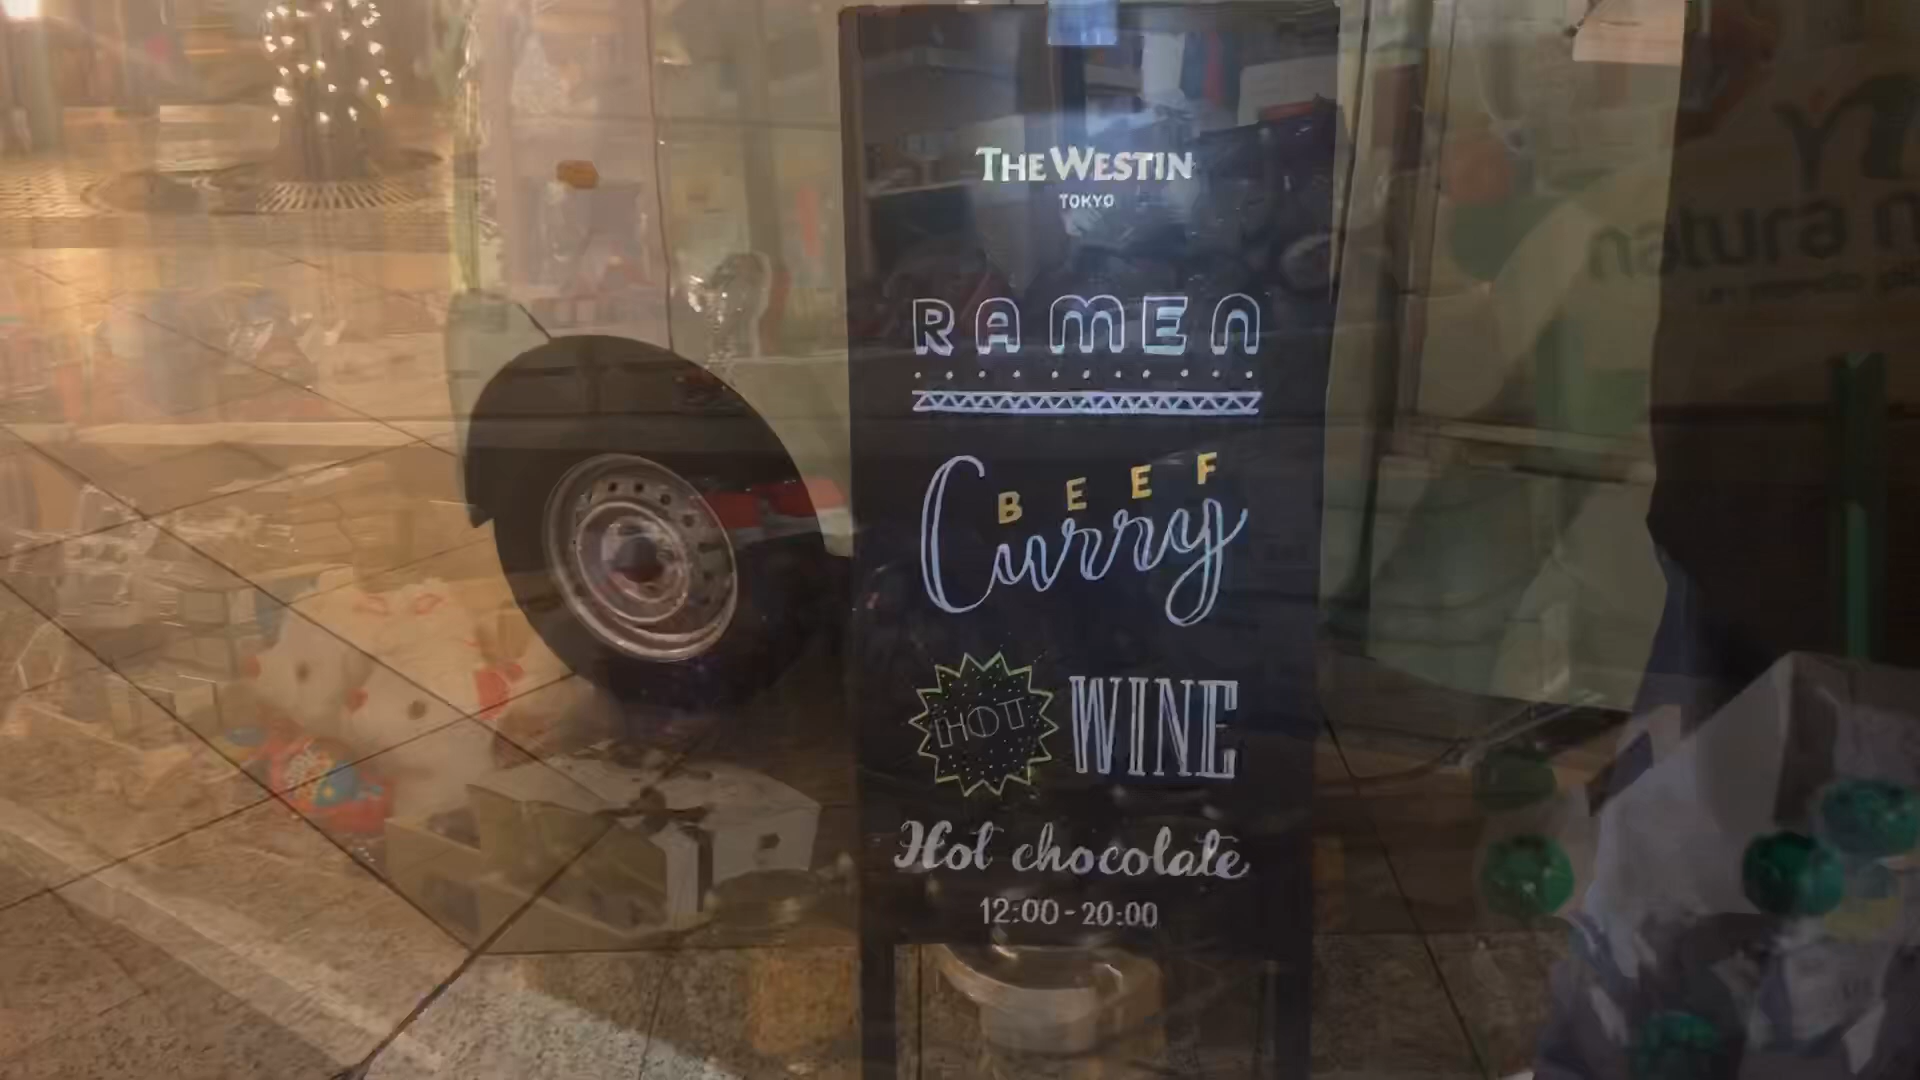 THE WESTIN
TOKYO
RAMEN
BEEF
Curry
HOT WINE
Hot chocolate
12:00-20:00
natura